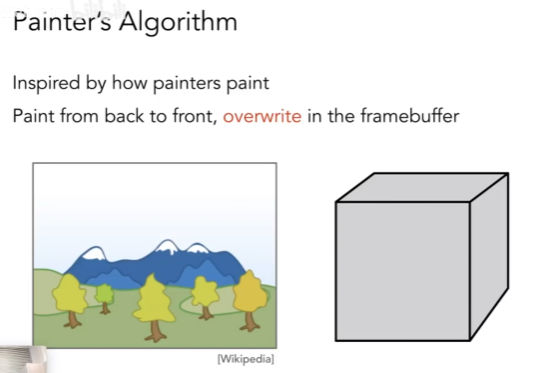 Painter's Algorithm
Inspired by how painters paint
Paint from back to front, overwrite in the framebuffer
[Wikipedia]